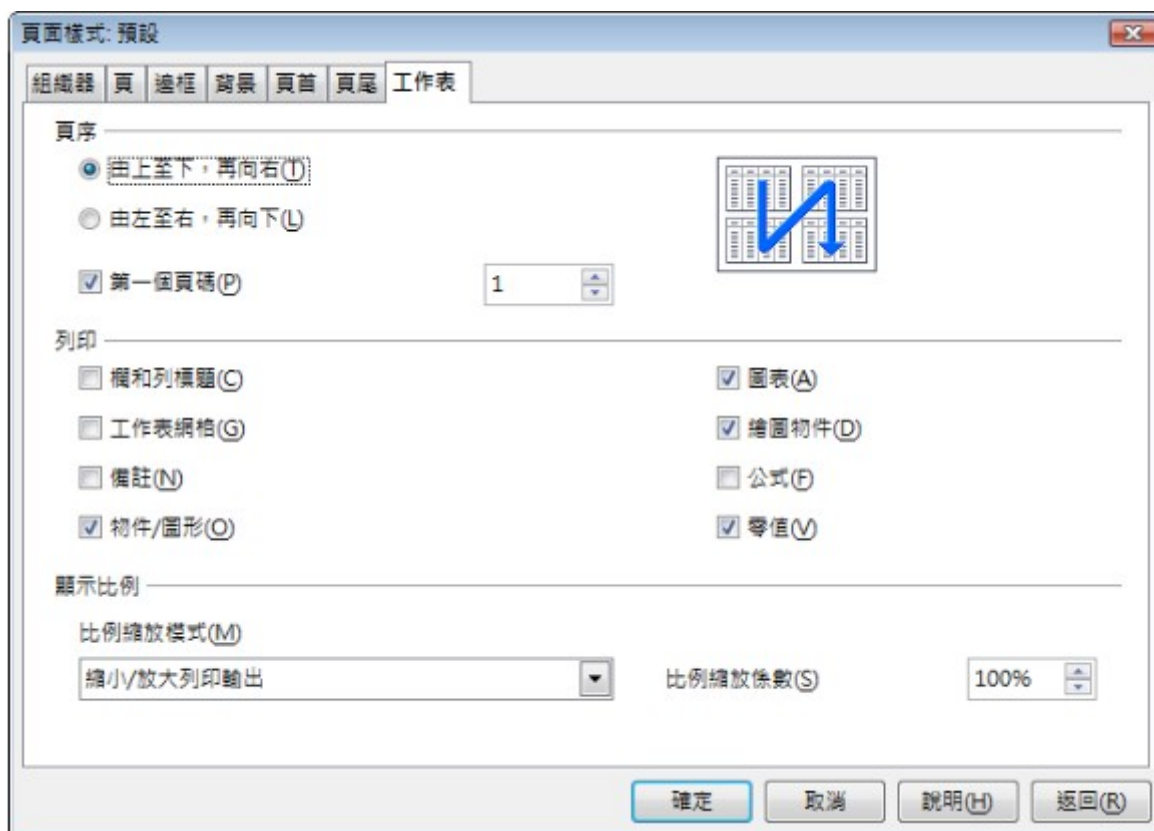 頁面樣式: 預設
組織器 頁 邊框 背景 頁首 頁尾 工作表
頁序
由上至下，再向右(T)
由左至右，再向下(L)
第一個頁碼(P) 1
列印
欄和列標題(C) 圖表(A)
工作表網格(G) 繪圖物件(D)
備註(N) 公式(F)
物件/圖形(O) 零值(V)
顯示比例
比例縮放模式(M)
縮小/放大列印輸出 比例縮放係數(S) 100%
確定 取消 說明(H) 返回(R)